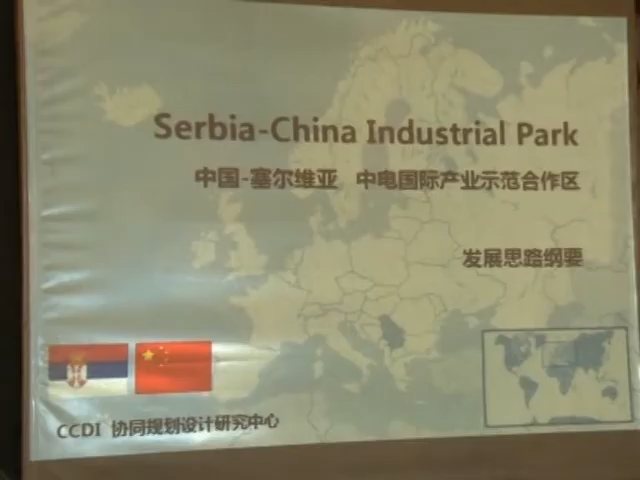 Serbia-China Industrial Park
中国-塞尔维亚 中电国际产业示范合作区
发展思路纲要
CCDI 协同规划设计研究中心